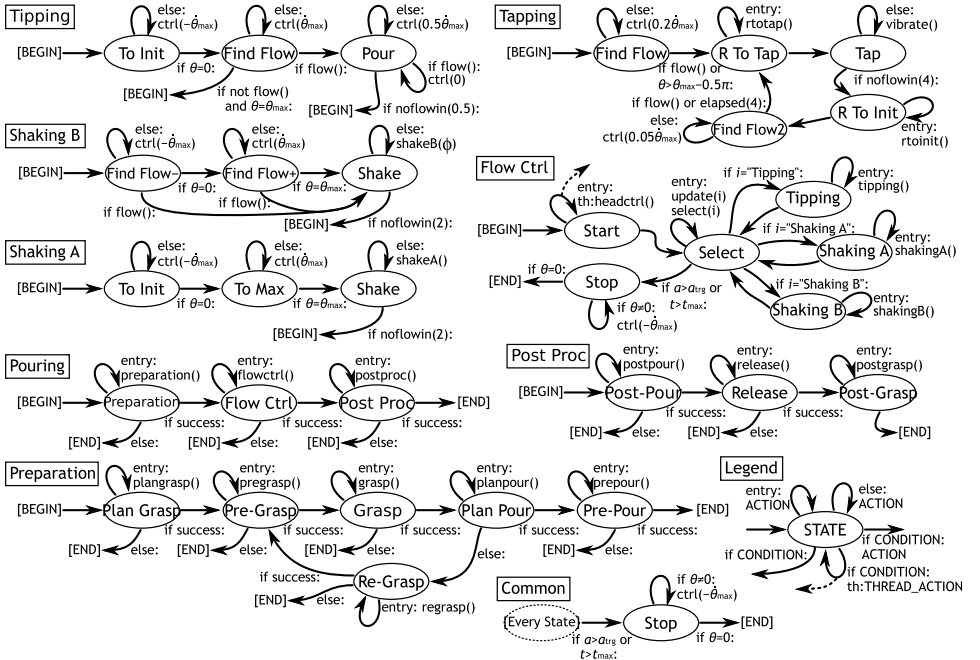 Tipping
else:
ctrl(−θ̇max)
else:
ctrl(θ̇max)
else:
ctrl(0.5θ̇max)
[BEGIN]
To Init
Find Flow
Pour
if θ=0:
if flow():
if flow():
ctrl(0)
[BEGIN]
if not flow()
and θ=θmax:
[BEGIN]
if noflowin(0.5):
Tapping
else:
ctrl(0.2θ̇max)
entry:
rtotap()
else:
vibrate()
[BEGIN]
Find Flow
R To Tap
Tap
if flow() or
θ>θmax−0.5π:
if noflowin(4):
if flow() or elapsed(4):
else:
ctrl(0.05θ̇max)
Find Flow2
R To Init
entry:
rtoinit()
Shaking B
else:
ctrl(−θ̇max)
else:
ctrl(θ̇max)
else:
shakeB(ϕ)
[BEGIN]
Find Flow−
Find Flow+
Shake
if θ=0:
if θ=θmax:
if flow():
if flow():
[BEGIN]
if noflowin(2):
Flow Ctrl
entry:
th:headctrl()
[BEGIN]
Start
entry:
update(i)
select(i)
Select
if i="Tipping":
Tipping
entry:
tipping()
if i="Shaking A":
Shaking A
entry:
shakingA()
if i="Shaking B":
Shaking B
entry:
shakingB()
if θ=0:
[END]
Stop
if a>atrg or
t>tmax:
if θ≠0:
ctrl(−θ̇max)
Shaking A
else:
ctrl(−θ̇max)
else:
ctrl(θ̇max)
else:
shakeA()
[BEGIN]
To Init
To Max
Shake
if θ=0:
if θ=θmax:
[BEGIN]
if noflowin(2):
Pouring
entry:
preparation()
entry:
flowctrl()
entry:
postproc()
[BEGIN]
Preparation
Flow Ctrl
Post Proc
[END]
if success:
if success:
[END]
else:
[END]
else:
[END]
else:
Post Proc
entry:
postpour()
entry:
release()
entry:
postgrasp()
[BEGIN]
Post-Pour
Release
Post-Grasp
if success:
if success:
[END]
else:
[END]
else:
[END]
Preparation
entry:
plangrasp()
entry:
pregrasp()
entry:
grasp()
entry:
planpour()
entry:
prepour()
[BEGIN]
Plan Grasp
Pre-Grasp
Grasp
Plan Pour
Pre-Pour
[END]
if success:
if success:
if success:
if success:
if success:
[END]
else:
[END]
else:
[END]
else:
else:
[END]
else:
if success:
Re-Grasp
[END]
else:
entry: regrasp()
Legend
entry:
ACTION
else:
ACTION
STATE
if CONDITION:
ACTION
if CONDITION:
if CONDITION:
th:THREAD_ACTION
Common
if θ≠0:
ctrl(−θ̇max)
[Every State]
Stop
[END]
if a>atrg or
t>tmax:
if θ=0: